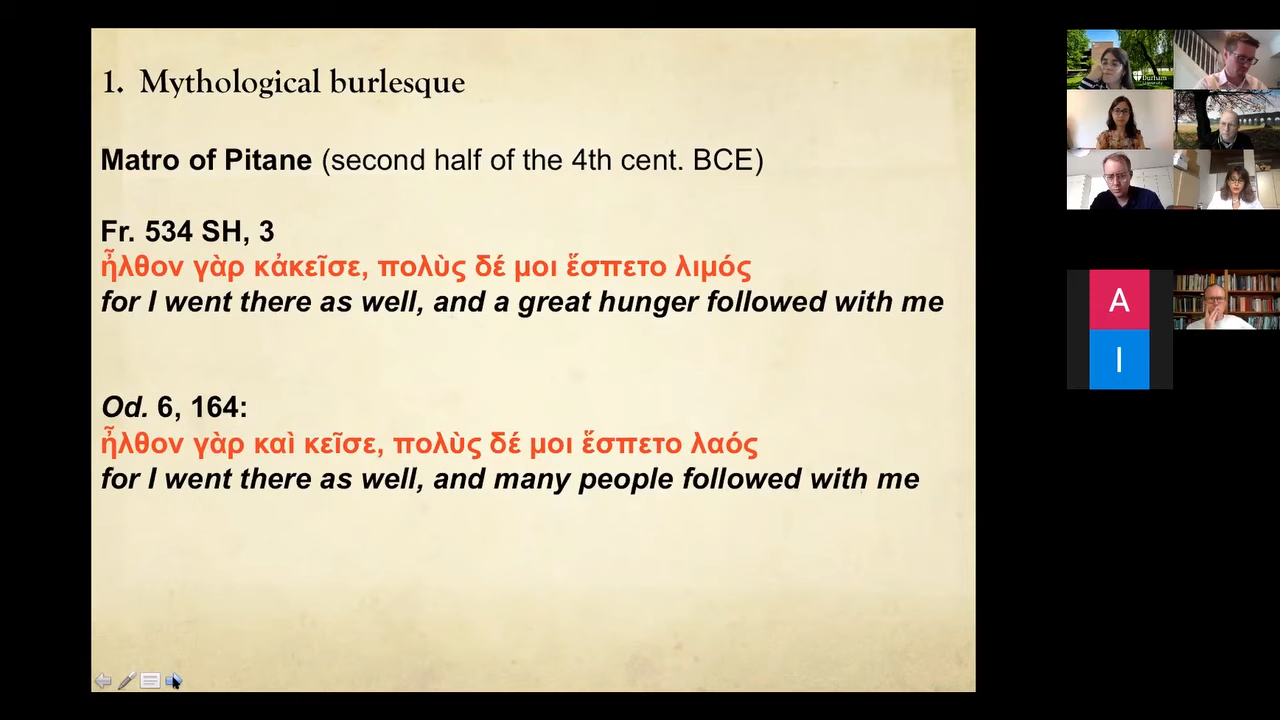 1. Mythological burlesque
Matro of Pitane (second half of the 4th cent. BCE)
Fr. 534 SH, 3
ἦλθον γὰρ κἀκεῖσε, πολὺς δέ μοι ἕσπετο λιμός
for I went there as well, and a great hunger followed with me
Od. 6, 164:
ἦλθον γὰρ καὶ κεῖσε, πολὺς δέ μοι ἕσπετο λαός
for I went there as well, and many people followed with me
Durham
A
I